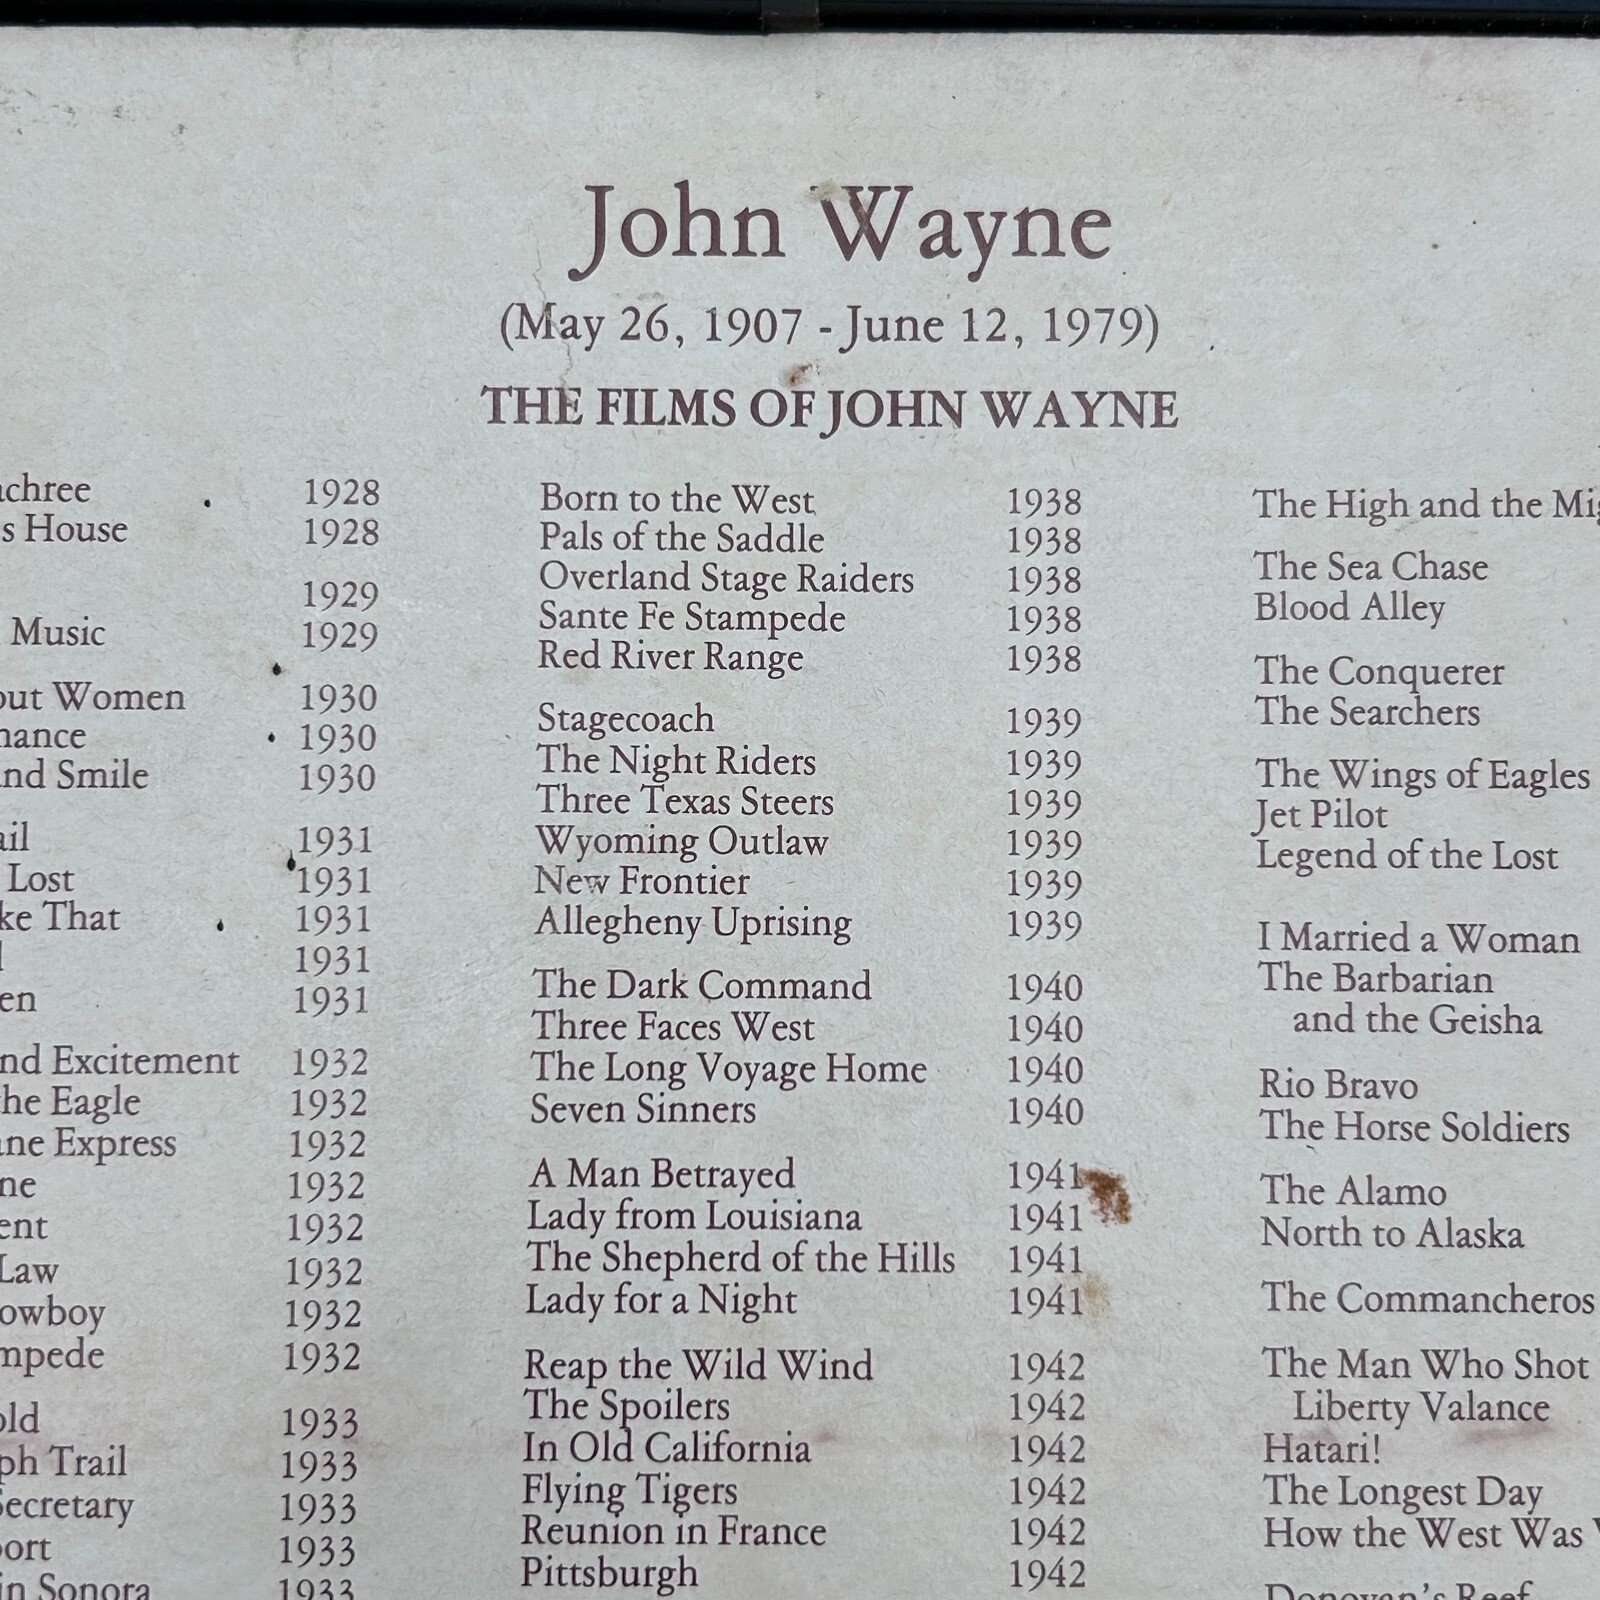 John Wayne
(May 26, 1907 - June 12, 1979)
THE FILMS OF JOHN WAYNE
1928
s House 1928
1929
Music 1929
Women 1930
1930
Smile 1930
1931
Lost 1931
That 1931
1931
1931
Excitement 1932
Eagle 1932
Express 1932
1932
1932
Law 1932
1932
1932
1933
Trail 1933
Secretary 1933
1933
in Sonora 1933
Born to the West 1938
Pals of the Saddle 1938
Overland Stage Raiders 1938
Sante Fe Stampede 1938
Red River Range 1938
Stagecoach 1939
The Night Riders 1939
Three Texas Steers 1939
Wyoming Outlaw 1939
New Frontier 1939
Allegheny Uprising 1939
The Dark Command 1940
Three Faces West 1940
The Long Voyage Home 1940
Seven Sinners 1940
A Man Betrayed 1941
Lady from Louisiana 1941
The Shepherd of the Hills 1941
Lady for a Night 1941
Reap the Wild Wind 1942
The Spoilers 1942
In Old California 1942
Flying Tigers 1942
Reunion in France 1942
Pittsburgh 1942
The High and the
The Sea Chase
Blood Alley
The Conquerer
The Searchers
The Wings of Eagles
Jet Pilot
Legend of the Lost
I Married a Woman
The Barbarian
and the Geisha
Rio Bravo
The Horse Soldiers
The Alamo
North to Alaska
The Commancheros
The Man Who Shot
Liberty Valance
Hatari!
The Longest Day
How the West Was
Donovan's Reef